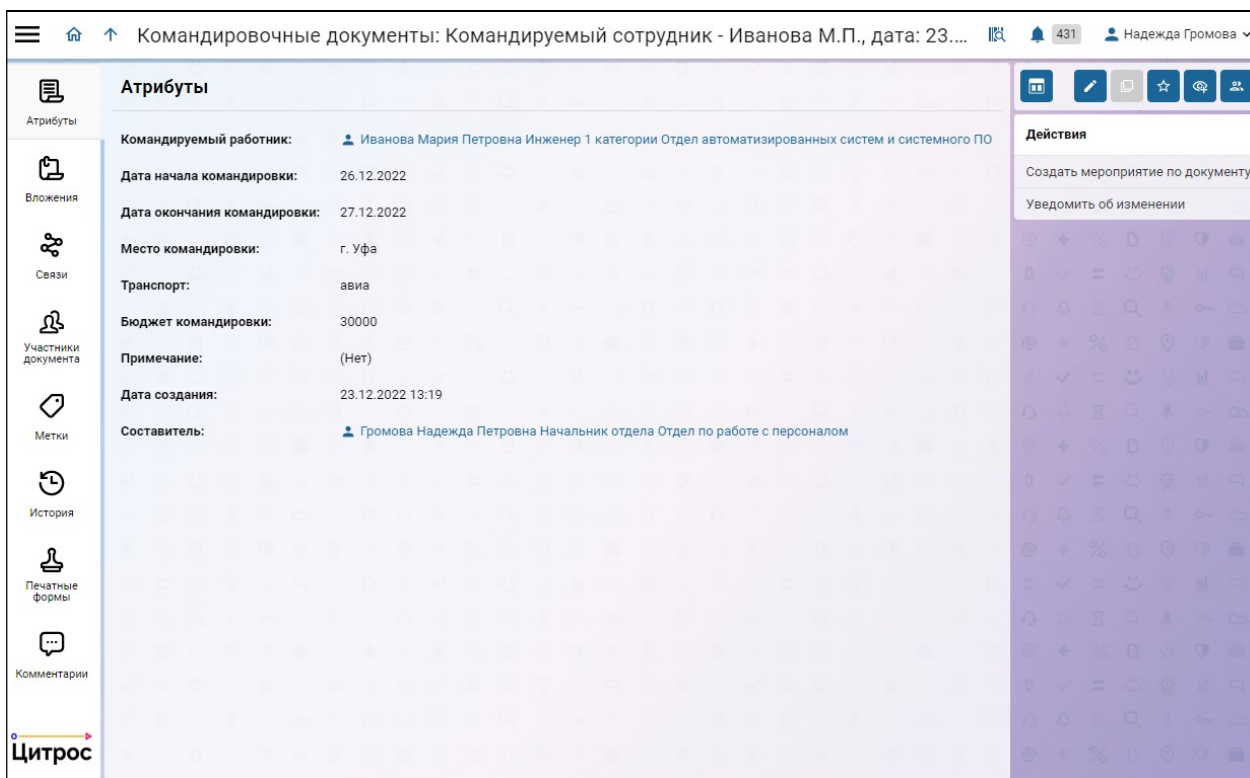 Командировочные документы: Командируемый сотрудник - Иванова М.П., дата: 23....
431
Надежда Громова
Атрибуты
Вложения
Связи
Участники
документа
Метки
История
Печатные
формы
Комментарии
Цитрос
Атрибуты
Командируемый работник: Иванова Мария Петровна Инженер 1 категории Отдел автоматизированных систем и системного ПО
Дата начала командировки: 26.12.2022
Дата окончания командировки: 27.12.2022
Место командировки: г. Уфа
Транспорт: авиа
Бюджет командировки: 30000
Примечание: (Нет)
Дата создания: 23.12.2022 13:19
Составитель: Громова Надежда Петровна Начальник отдела Отдел по работе с персоналом
Действия
Создать мероприятие по документу
Уведомить об изменении